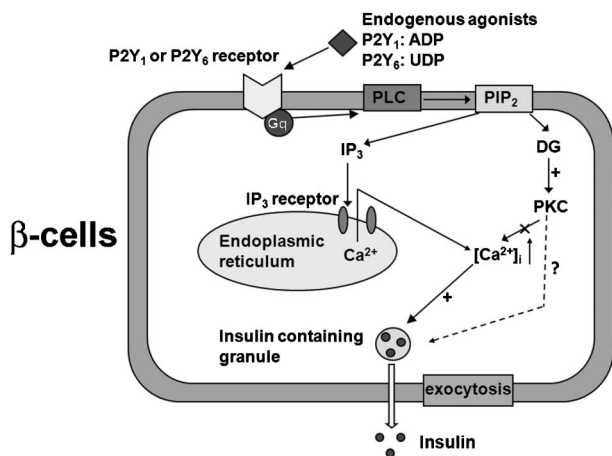 Endogenous agonists
P2Y₁: ADP
P2Y₆: UDP
P2Y₁ or P2Y₆ receptor
Gq
PLC
PIP₂
IP₃
DG
+
IP₃ receptor
PKC
Endoplasmic
reticulum
Ca²⁺
[Ca²⁺]ᵢ
?
β-cells
+
Insulin containing
granule
exocytosis
Insulin